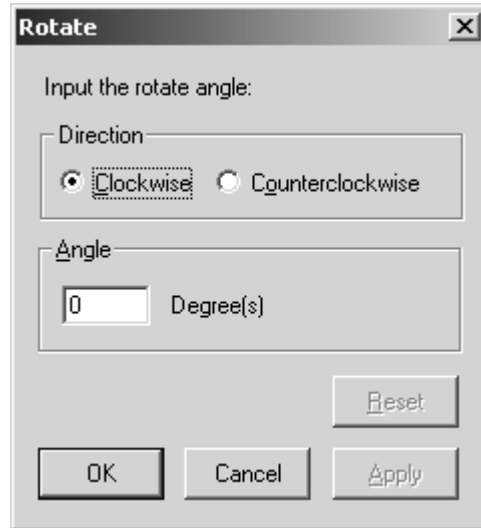 Rotate
Input the rotate angle:
Direction
Clockwise Counterclockwise
Angle
0 Degree(s)
Reset
OK Cancel Apply